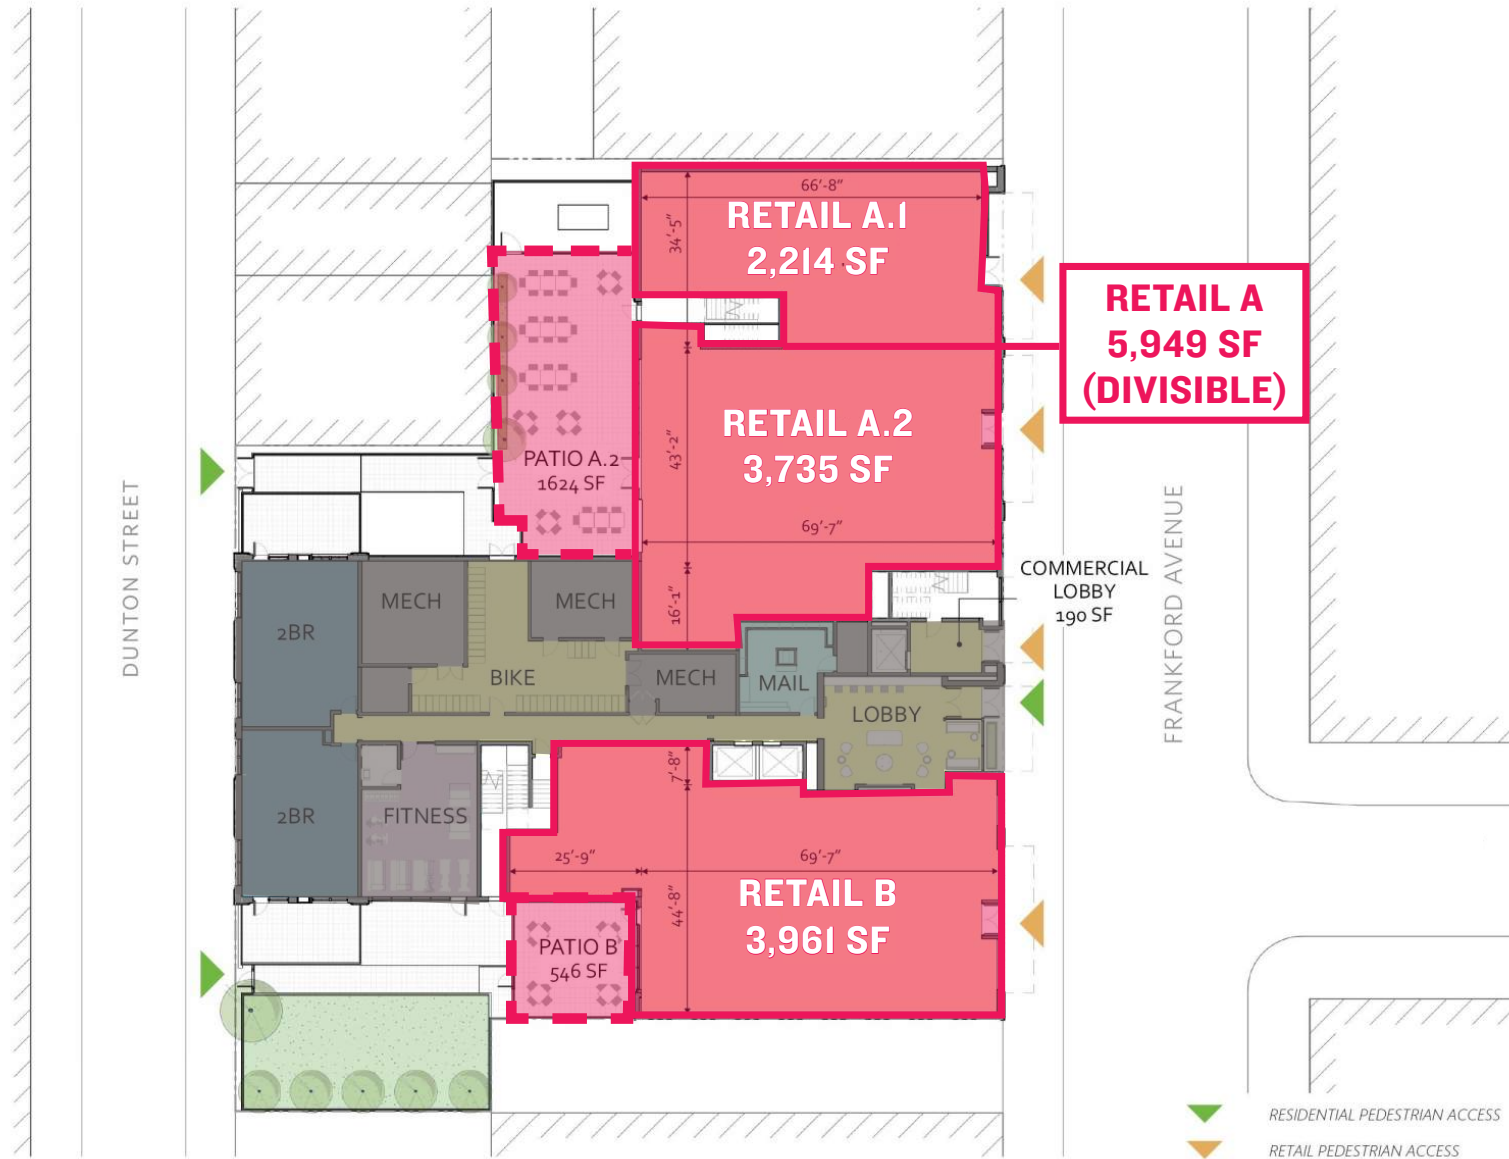 66'-8"
34'-5"
RETAIL A.1
2,214 SF
RETAIL A
5,949 SF
(DIVISIBLE)
RETAIL A.2
3,735 SF
43'-2"
PATIO A.2
1624 SF
69'-7"
DUNTON STREET
FRANKFORD AVENUE
COMMERCIAL
LOBBY
190 SF
16'-1"
MECH
MECH
2BR
BIKE
MECH
MAIL
LOBBY
7'-8"
2BR
FITNESS
25'-9"
69'-7"
44'-8"
RETAIL B
3,961 SF
PATIO B
546 SF
RESIDENTIAL PEDESTRIAN ACCESS
RETAIL PEDESTRIAN ACCESS